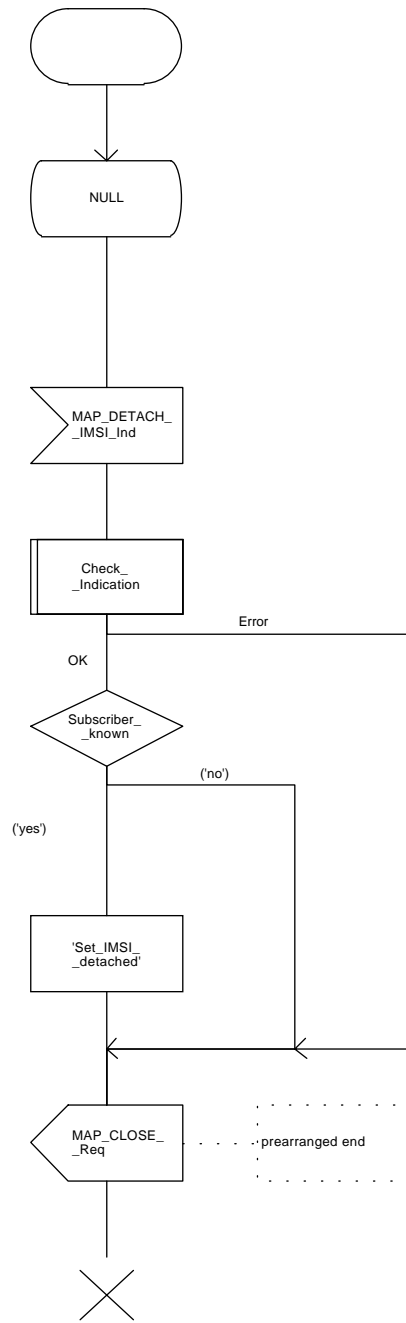 NULL
MAP_DETACH_
_IMSI_Ind
Check_
_Indication
Error
OK
Subscriber_
_known
('no')
('yes')
'Set_IMSI_
_detached'
MAP_CLOSE_
_Req
prearranged end